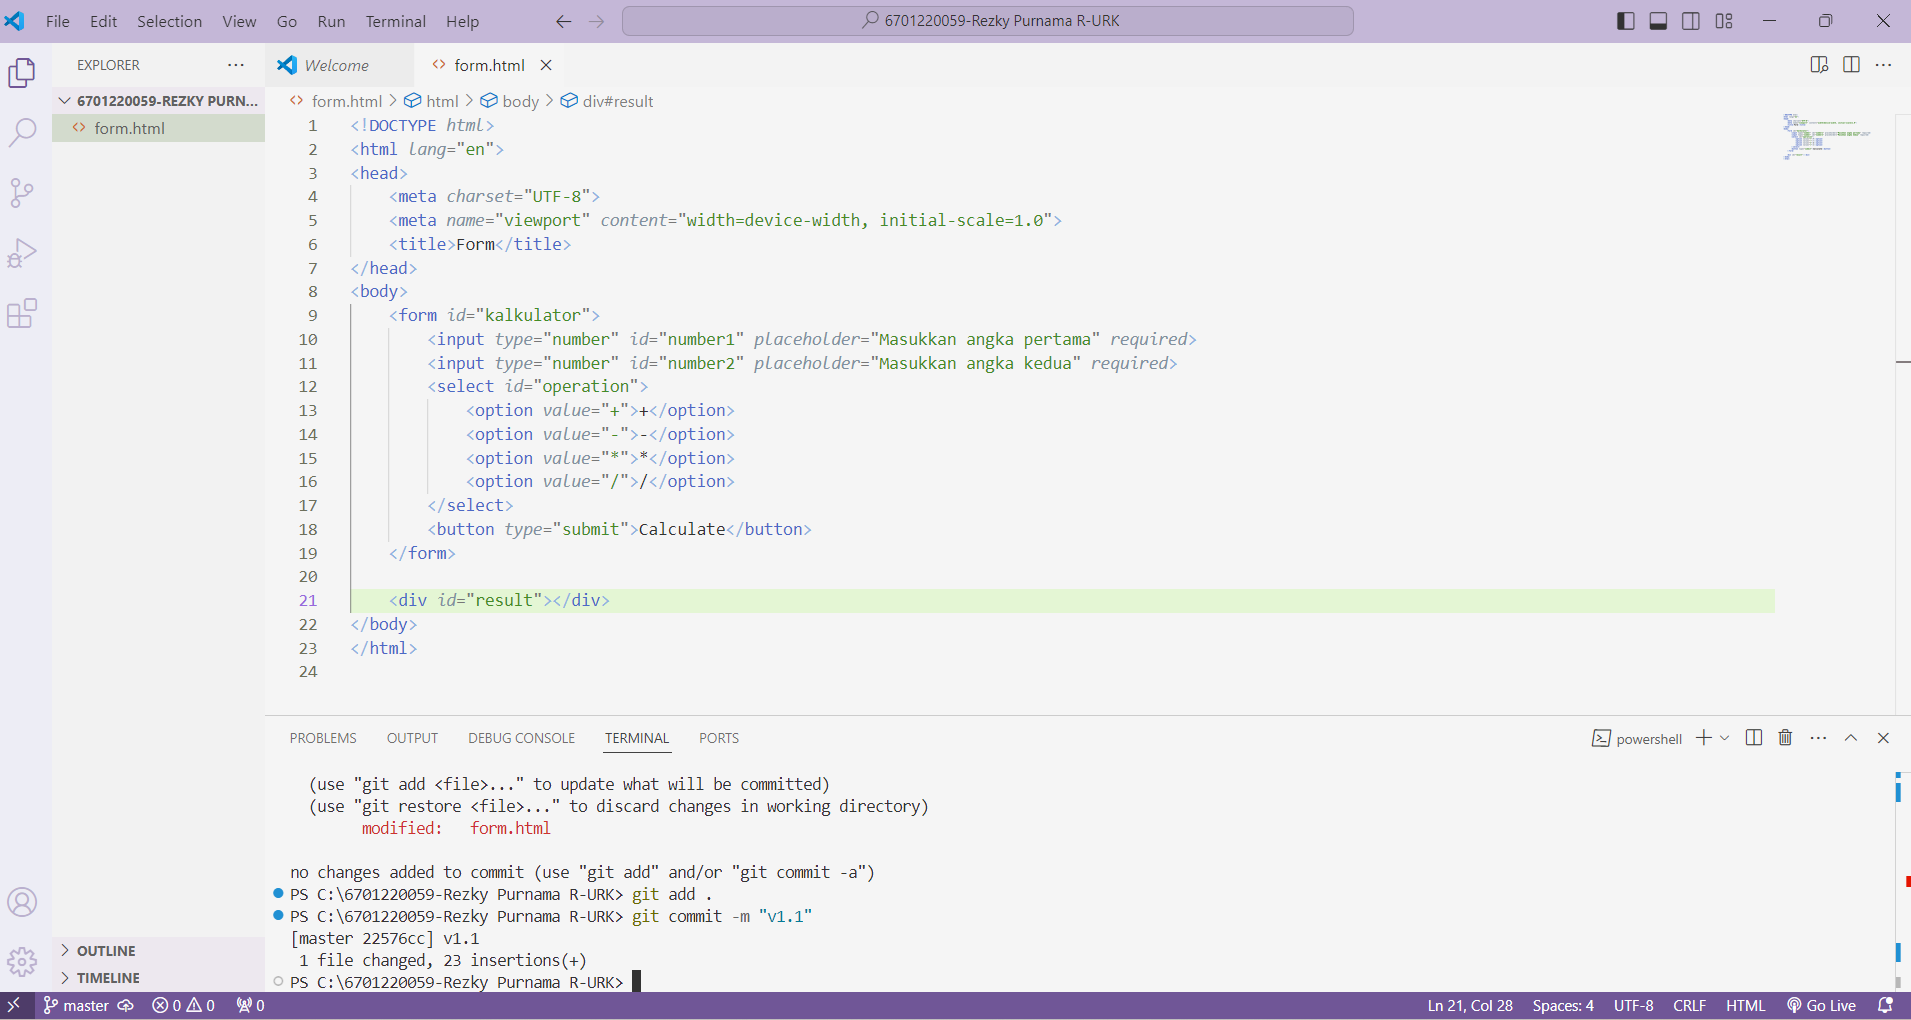 File Edit Selection View Go Run Terminal Help
6701220059-Rezky Purnama R-URK
EXPLORER
6701220059-REZKY PURN...
form.html
OUTLINE
TIMELINE
Welcome
form.html
form.html > html > body > div#result
1 <!DOCTYPE html>
2 <html lang="en">
3 <head>
4     <meta charset="UTF-8">
5     <meta name="viewport" content="width=device-width, initial-scale=1.0">
6     <title>Form</title>
7 </head>
8 <body>
9     <form id="kalkulator">
10         <input type="number" id="number1" placeholder="Masukkan angka pertama" required>
11         <input type="number" id="number2" placeholder="Masukkan angka kedua" required>
12         <select id="operation">
13             <option value="+">+</option>
14             <option value="-">-</option>
15             <option value="*">*</option>
16             <option value="/">/</option>
17         </select>
18         <button type="submit">Calculate</button>
19     </form>
20
21     <div id="result"></div>
22 </body>
23 </html>
24
PROBLEMS OUTPUT DEBUG CONSOLE TERMINAL PORTS
powershell
(use "git add <file>..." to update what will be committed)
(use "git restore <file>..." to discard changes in working directory)
modified:   form.html
no changes added to commit (use "git add" and/or "git commit -a")
PS C:\6701220059-Rezky Purnama R-URK> git add .
PS C:\6701220059-Rezky Purnama R-URK> git commit -m "v1.1"
[master 22576cc] v1.1
1 file changed, 23 insertions(+)
PS C:\6701220059-Rezky Purnama R-URK>
master 0 0 0 Ln 21, Col 28 Spaces: 4 UTF-8 CRLF HTML Go Live